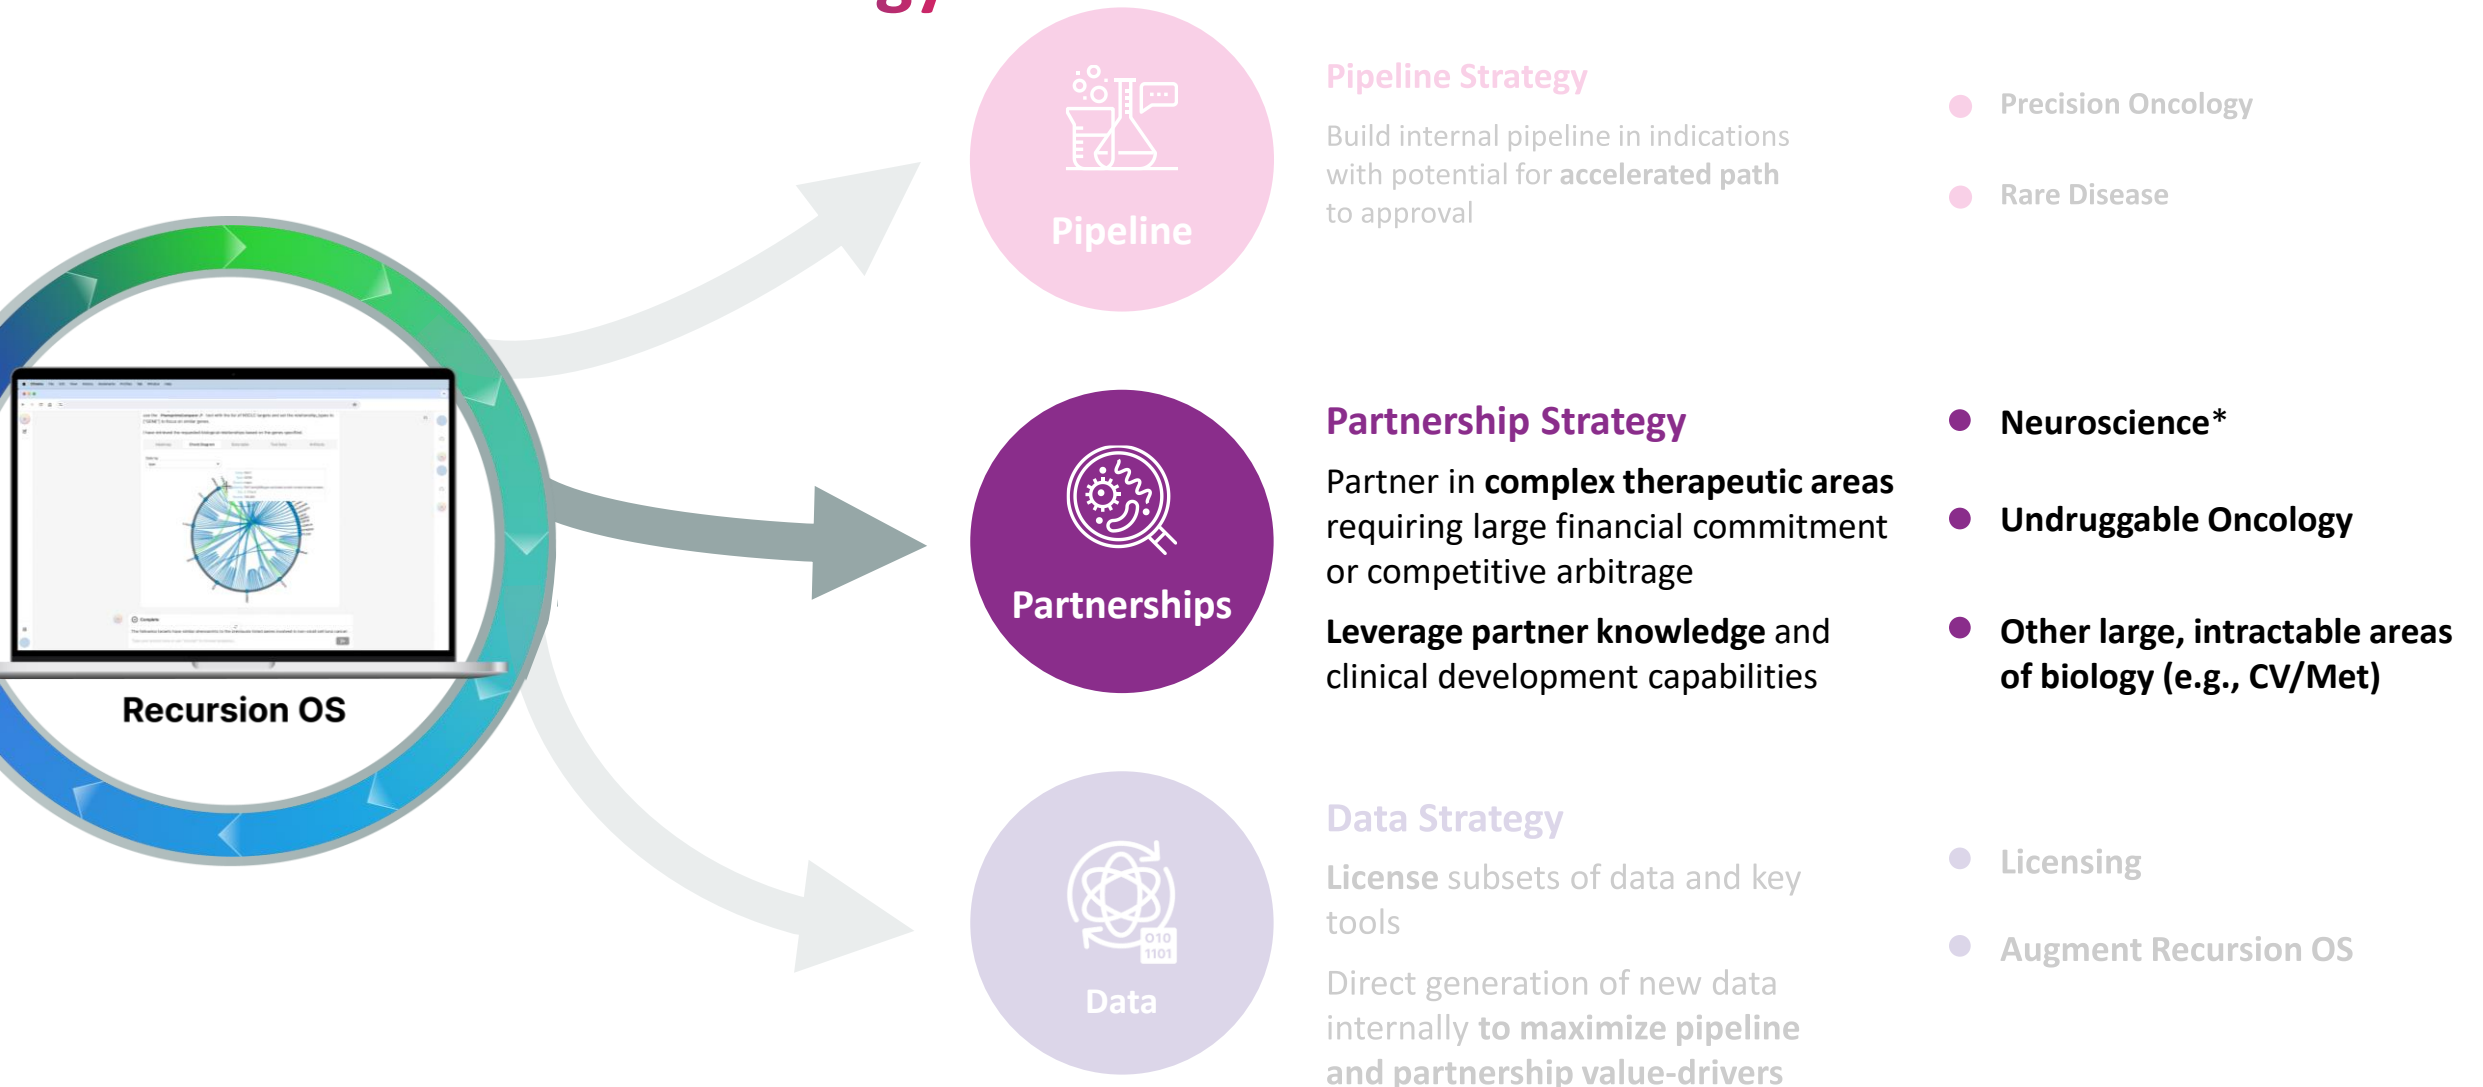 gy
Pipeline
Pipeline Strategy
Build internal pipeline in indications
with potential for accelerated path
to approval
Precision Oncology
Rare Disease
Recursion OS
Partnerships
Partnership Strategy
Partner in complex therapeutic areas
requiring large financial commitment
or competitive arbitrage
Leverage partner knowledge and
clinical development capabilities
Neuroscience*
Undruggable Oncology
Other large, intractable areas
of biology (e.g., CV/Met)
010
1101
Data
Data Strategy
License subsets of data and key
tools
Direct generation of new data
internally to maximize pipeline
and partnership value-drivers
Licensing
Augment Recursion OS